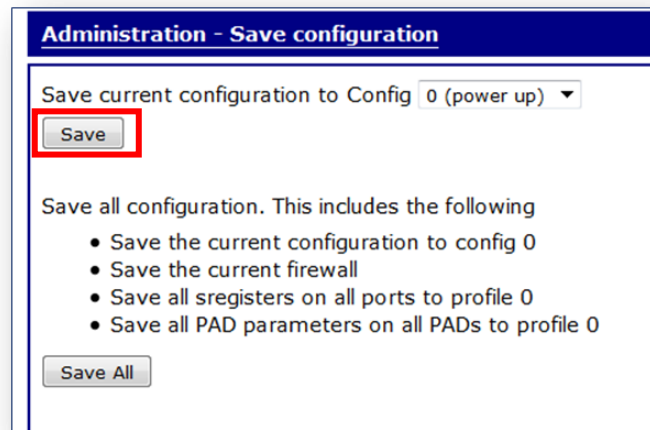 Administration - Save configuration
Save current configuration to Config 0 (power up)
Save
Save all configuration. This includes the following
• Save the current configuration to config 0
• Save the current firewall
• Save all sregisters on all ports to profile 0
• Save all PAD parameters on all PADs to profile 0
Save All